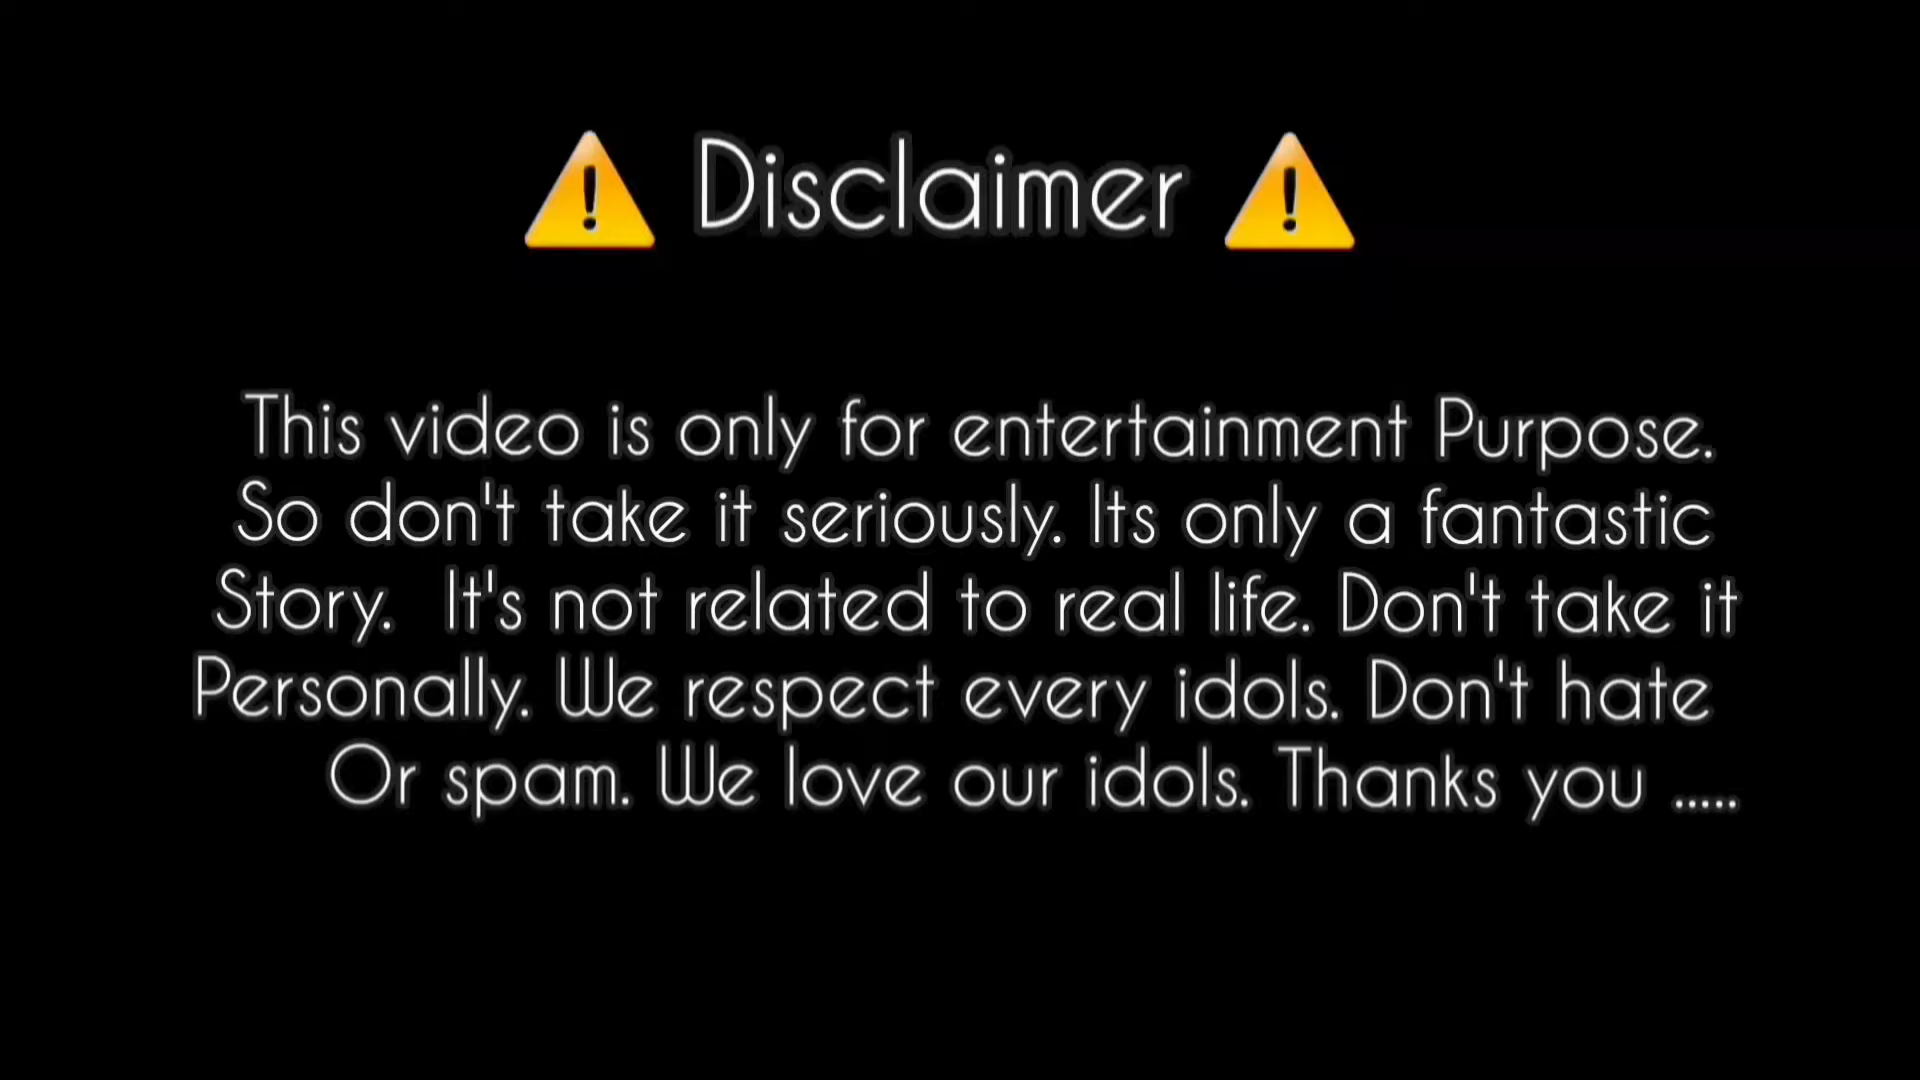 ⚠ Disclaimer ⚠
This video is only for entertainment Purpose.
So don't take it seriously. Its only a fantastic
Story. It's not related to real life. Don't take it
Personally. We respect every idols. Don't hate
Or spam. We love our idols. Thanks you .....